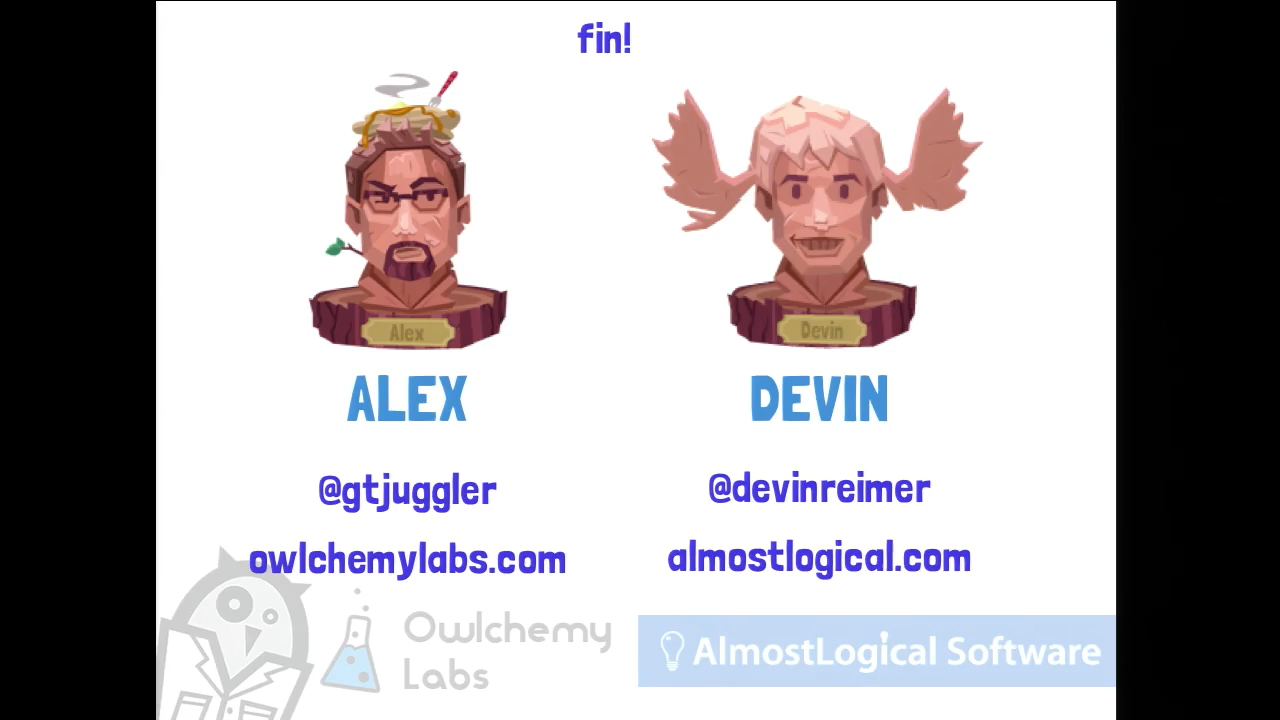 fin!
Alex
Devin
ALEX
DEVIN
@gtjuggler
@devinreimer
owlchemylabs.com
almostlogical.com
Owlchemy
Labs
AlmostLogical Software